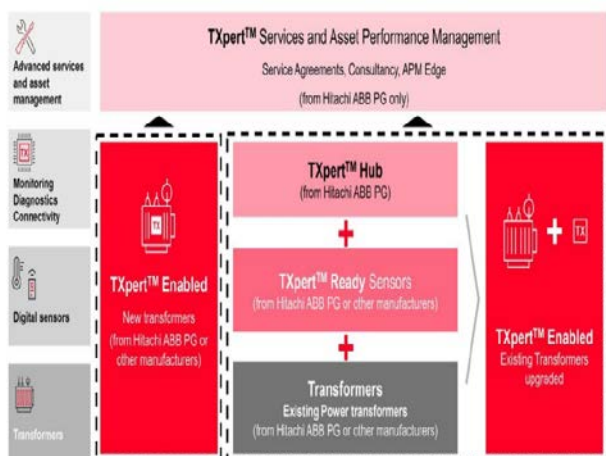 TXpert™ Services and Asset Performance Management
Service Agreements, Consultancy, APM Edge
(from Hitachi ABB PG only)
Advanced services
and asset
management
Monitoring
Diagnostics
Connectivity
Digital sensors
Transformers
TX
TXpert™ Enabled
New transformers
(from Hitachi ABB PG or
other manufacturers)
TXpert™ Hub
(from Hitachi ABB PG)
+
TXpert™ Ready Sensors
(from Hitachi ABB PG or other manufacturers)
+
Transformers
Existing Power transformers
(from Hitachi ABB PG or other manufacturers)
+
TX
TXpert™ Enabled
Existing Transformers
upgraded